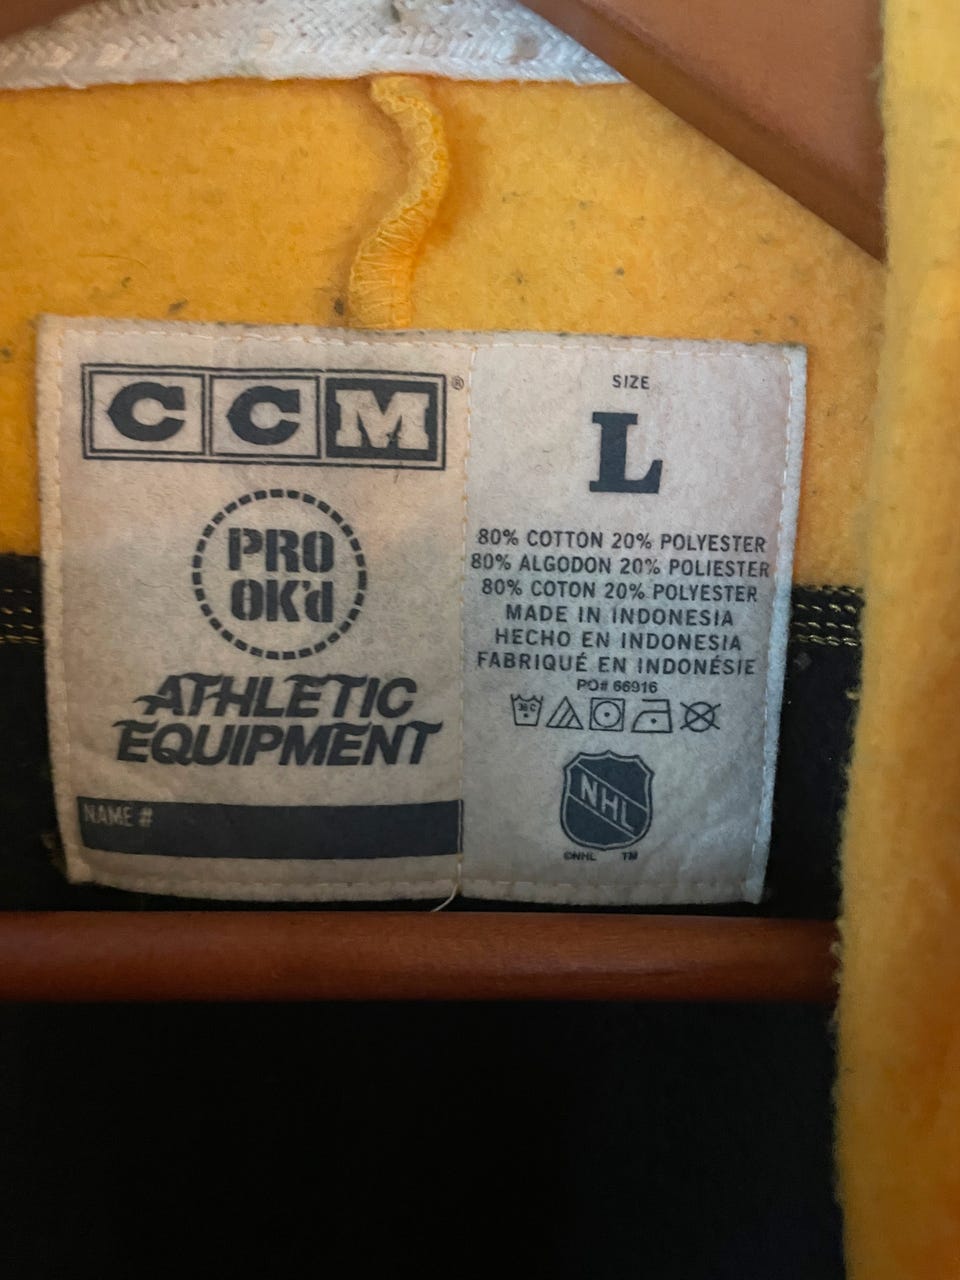 CCM®
PRO
OK'd
ATHLETIC
EQUIPMENT
NAME #
SIZE
L
80% COTTON 20% POLYESTER
80% ALGODON 20% POLIESTER
80% COTON 20% POLYESTER
MADE IN INDONESIA
HECHO EN INDONESIA
FABRIQUÉ EN INDONÉSIE
PO# 66916
30 C
NHL
©NHL TM